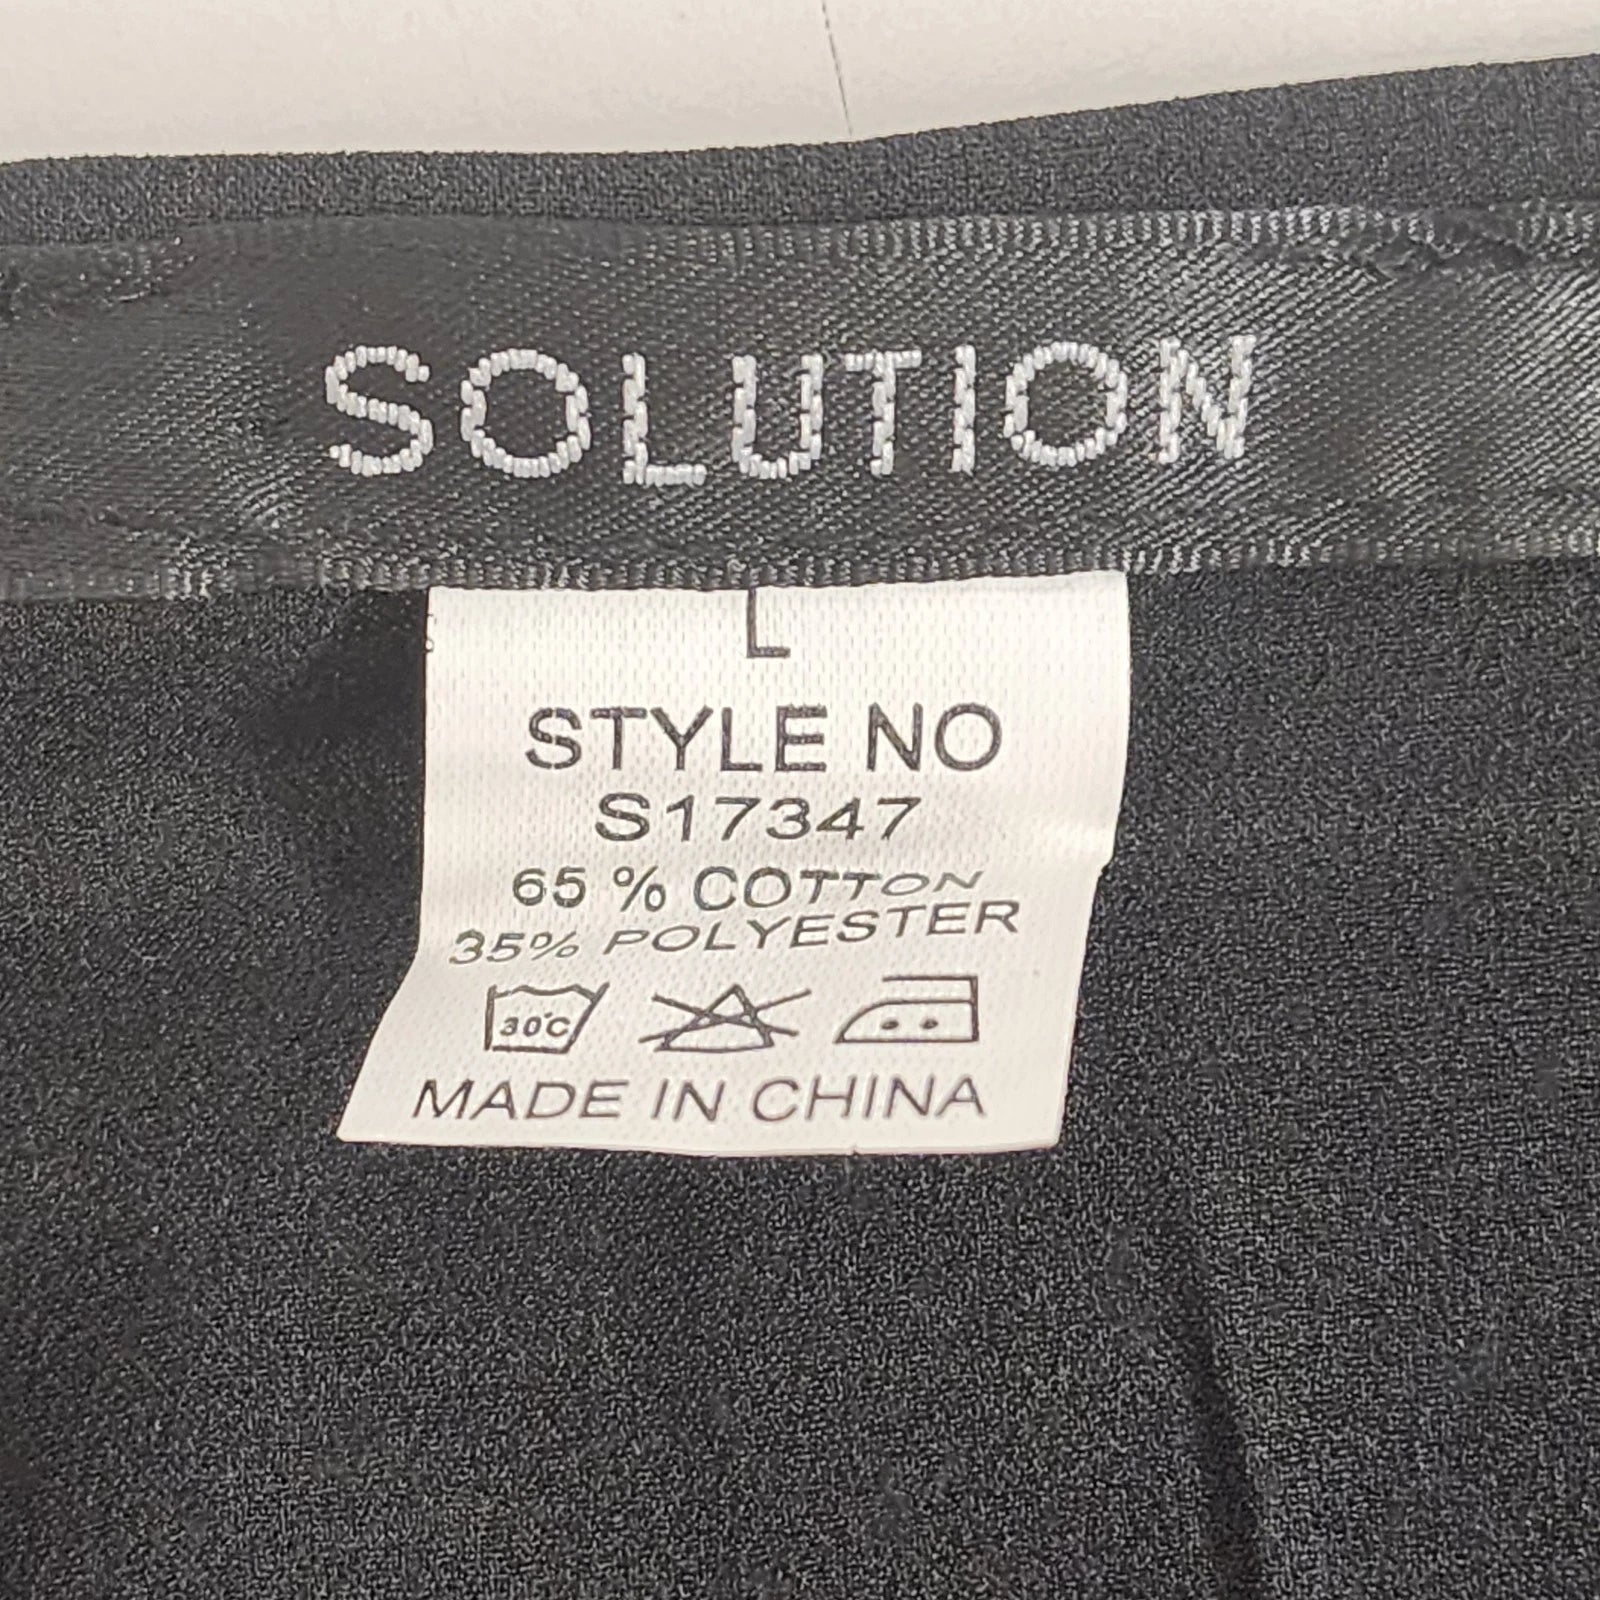 SOLUTION
L
STYLE NO
S17347
65 % COTTON
35% POLYESTER
30°C
MADE IN CHINA